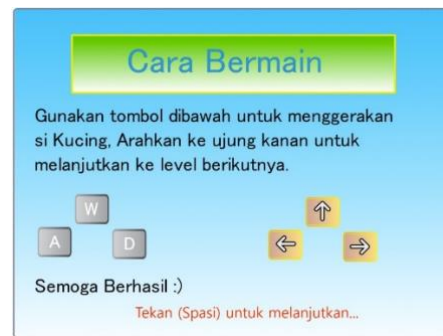 Cara Bermain
Gunakan tombol dibawah untuk menggerakan
si Kucing, Arahkan ke ujung kanan untuk
melanjutkan ke level berikutnya.
W
A D
Semoga Berhasil :)
Tekan (Spasi) untuk melanjutkan...